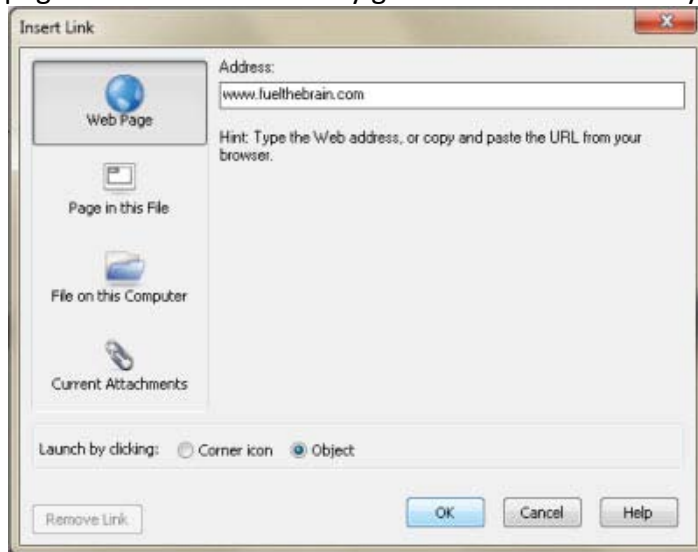 Insert Link
Address:
www.fuelthebrain.com
Web Page
Hint: Type the Web address, or copy and paste the URL from your
browser.
Page in this File
File on this Computer
Current Attachments
Launch by clicking: Corner icon Object
Remove Link OK Cancel Help